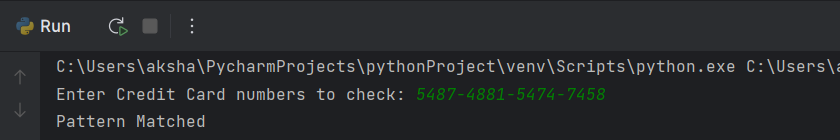 Run
C:\Users\aksha\PycharmProjects\pythonProject\venv\Scripts\python.exe C:\Users\a
Enter Credit Card numbers to check: 5487-4881-5474-7458
Pattern Matched